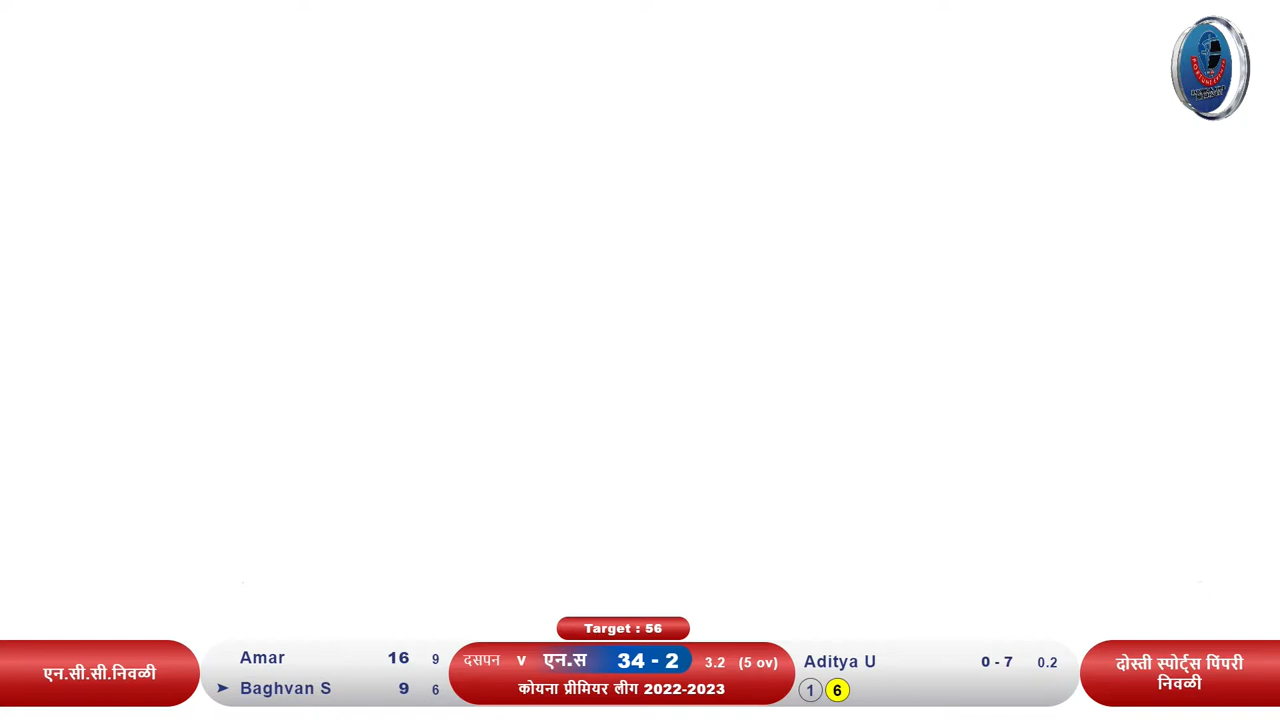 Target : 56
एन.सी.सी.निवळी
Amar 16 9
➤ Baghvan S 9 6
दसपन v एन.स 34 - 2 3.2 (5 ov)
कोयना प्रीमियर लीग 2022-2023
Aditya U 0 - 7 0.2
1 6
दोस्ती स्पोर्ट्स पिंपरी
निवळी